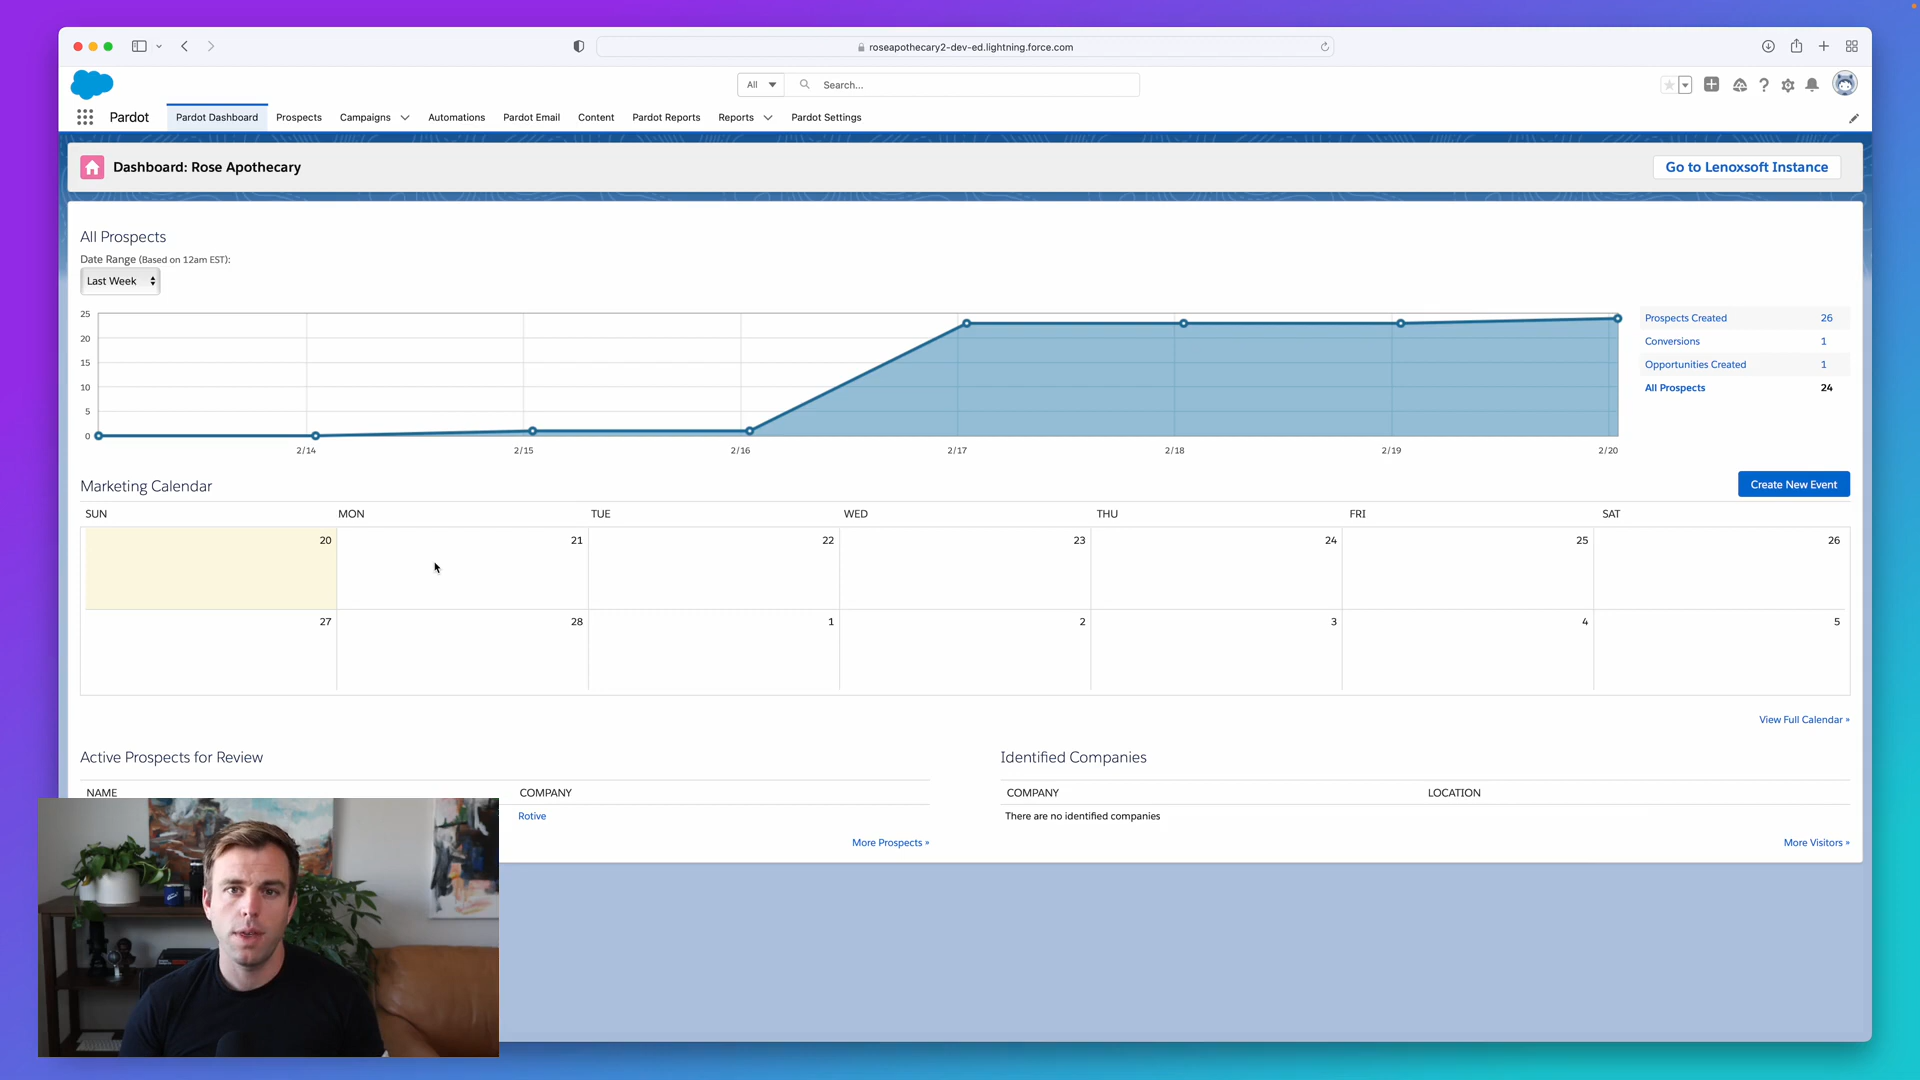 roseapothecary2-dev-ed.lightning.force.com
All
Search...
Pardot
Pardot Dashboard
Prospects
Campaigns
Automations
Pardot Email
Content
Pardot Reports
Reports
Pardot Settings
Dashboard: Rose Apothecary
Go to Lenoxsoft Instance
All Prospects
Date Range (Based on 12am EST):
Last Week
25
20
15
10
5
0
2/14
2/15
2/16
2/17
2/18
2/19
2/20
Prospects Created 26
Conversions 1
Opportunities Created 1
All Prospects 24
Marketing Calendar
Create New Event
SUN MON TUE WED THU FRI SAT
20 21 22 23 24 25 26
27 28 1 2 3 4 5
View Full Calendar »
Active Prospects for Review
NAME COMPANY
Rotive
More Prospects »
Identified Companies
COMPANY LOCATION
There are no identified companies
More Visitors »